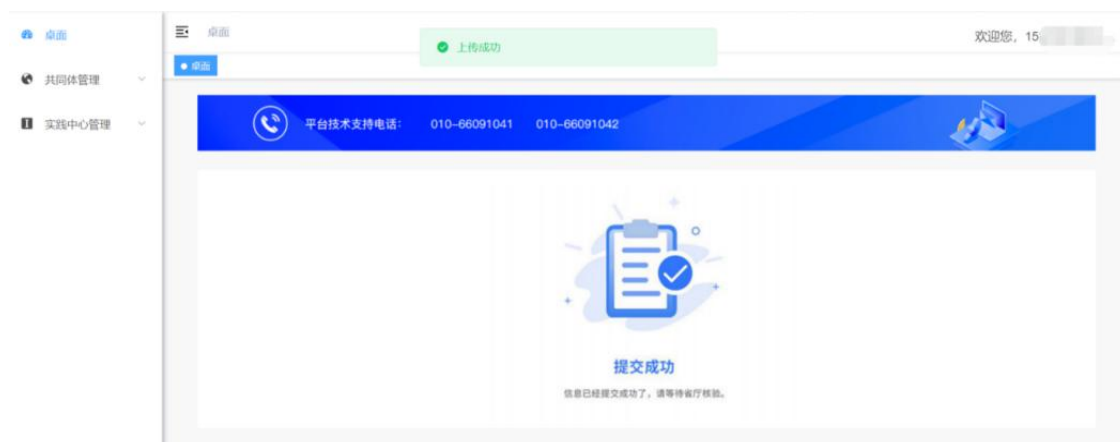 桌面
共同体管理
实践中心管理
桌面
上传成功
欢迎您，15
桌面
平台技术支持电话： 010-66091041 010-66091042
提交成功
信息已经提交成功了，请等待省厅核验。